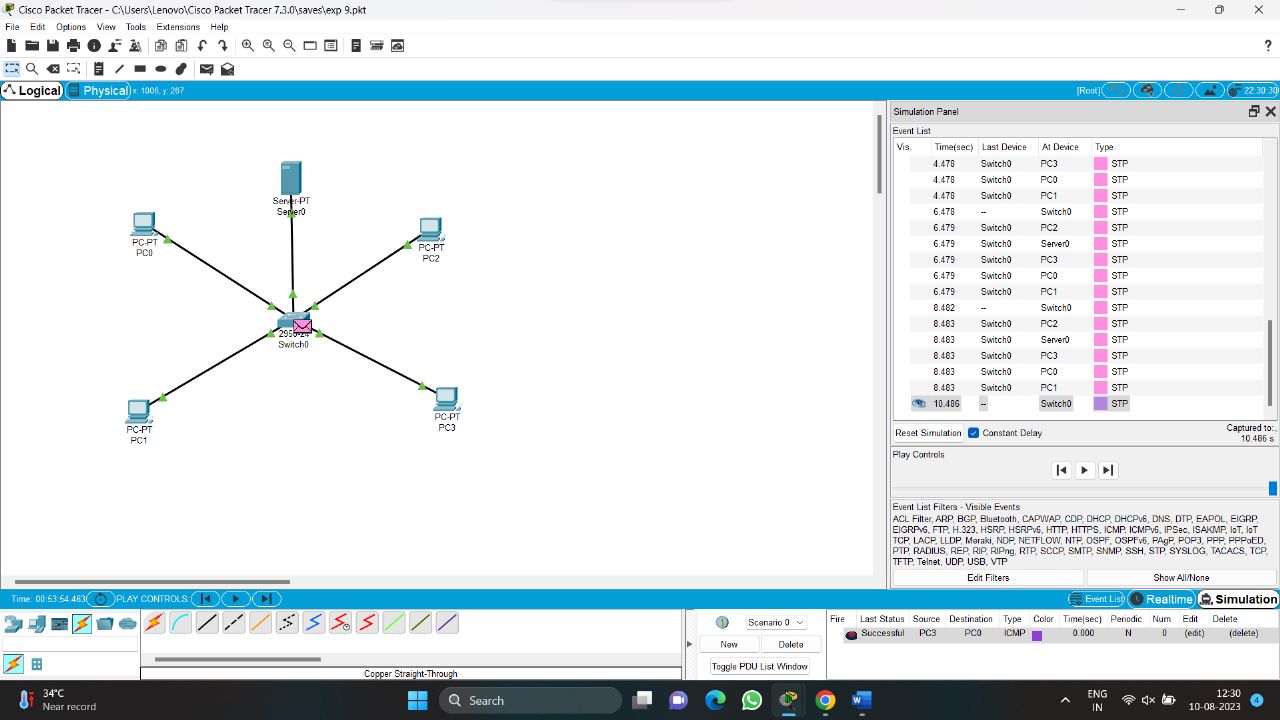 Cisco Packet Tracer - C:\Users\Lenovo\Cisco Packet Tracer 7.3.0\saves\exp 9.pkt
File Edit Options View Tools Extensions Help
?
Logical Physical x: 1006, y: 267 [Root] 22:30:30
Simulation Panel
Event List
Vis. Time(sec) Last Device At Device Type
4.478 Switch0 PC3 STP
4.478 Switch0 PC0 STP
4.478 Switch0 PC1 STP
6.478 -- Switch0 STP
6.479 Switch0 PC2 STP
6.479 Switch0 Server0 STP
6.479 Switch0 PC3 STP
6.479 Switch0 PC0 STP
6.479 Switch0 PC1 STP
8.482 -- Switch0 STP
8.483 Switch0 PC2 STP
8.483 Switch0 Server0 STP
8.483 Switch0 PC3 STP
8.483 Switch0 PC0 STP
8.483 Switch0 PC1 STP
10.486 -- Switch0 STP
Reset Simulation Constant Delay
Captured to:..
10.486 s
Play Controls
Event List Filters - Visible Events
ACL Filter, ARP, BGP, Bluetooth, CAPWAP, CDP, DHCP, DHCPv6, DNS, DTP, EAPOL, EIGRP,
EIGRPv6, FTP, H.323, HSRP, HSRPv6, HTTP, HTTPS, ICMP, ICMPv6, IPSec, ISAKMP, IoT, IoT
TCP, LACP, LLDP, Meraki, NDP, NETFLOW, NTP, OSPF, OSPFv6, PAgP, POP3, PPP, PPPoED,
PTP, RADIUS, REP, RIP, RIPng, RTP, SCCP, SMTP, SNMP, SSH, STP, SYSLOG, TACACS, TCP,
TFTP, Telnet, UDP, USB, VTP
Edit Filters Show All/None
Server-PT
Server0
PC-PT
PC0
PC-PT
PC2
Switch0
PC-PT
PC1
PC-PT
PC3
Time: 00:53:54.463 PLAY CONTROLS: Event List Realtime Simulation
Copper Straight-Through
Scenario 0
New Delete
Toggle PDU List Window
Fire Last Status Source Destination Type Color Time(sec) Periodic Num Edit Delete
Successful PC3 PC0 ICMP 0.000 N 0 (edit) (delete)
34°C
Near record
Search
ENG
IN
12:30
10-08-2023
4